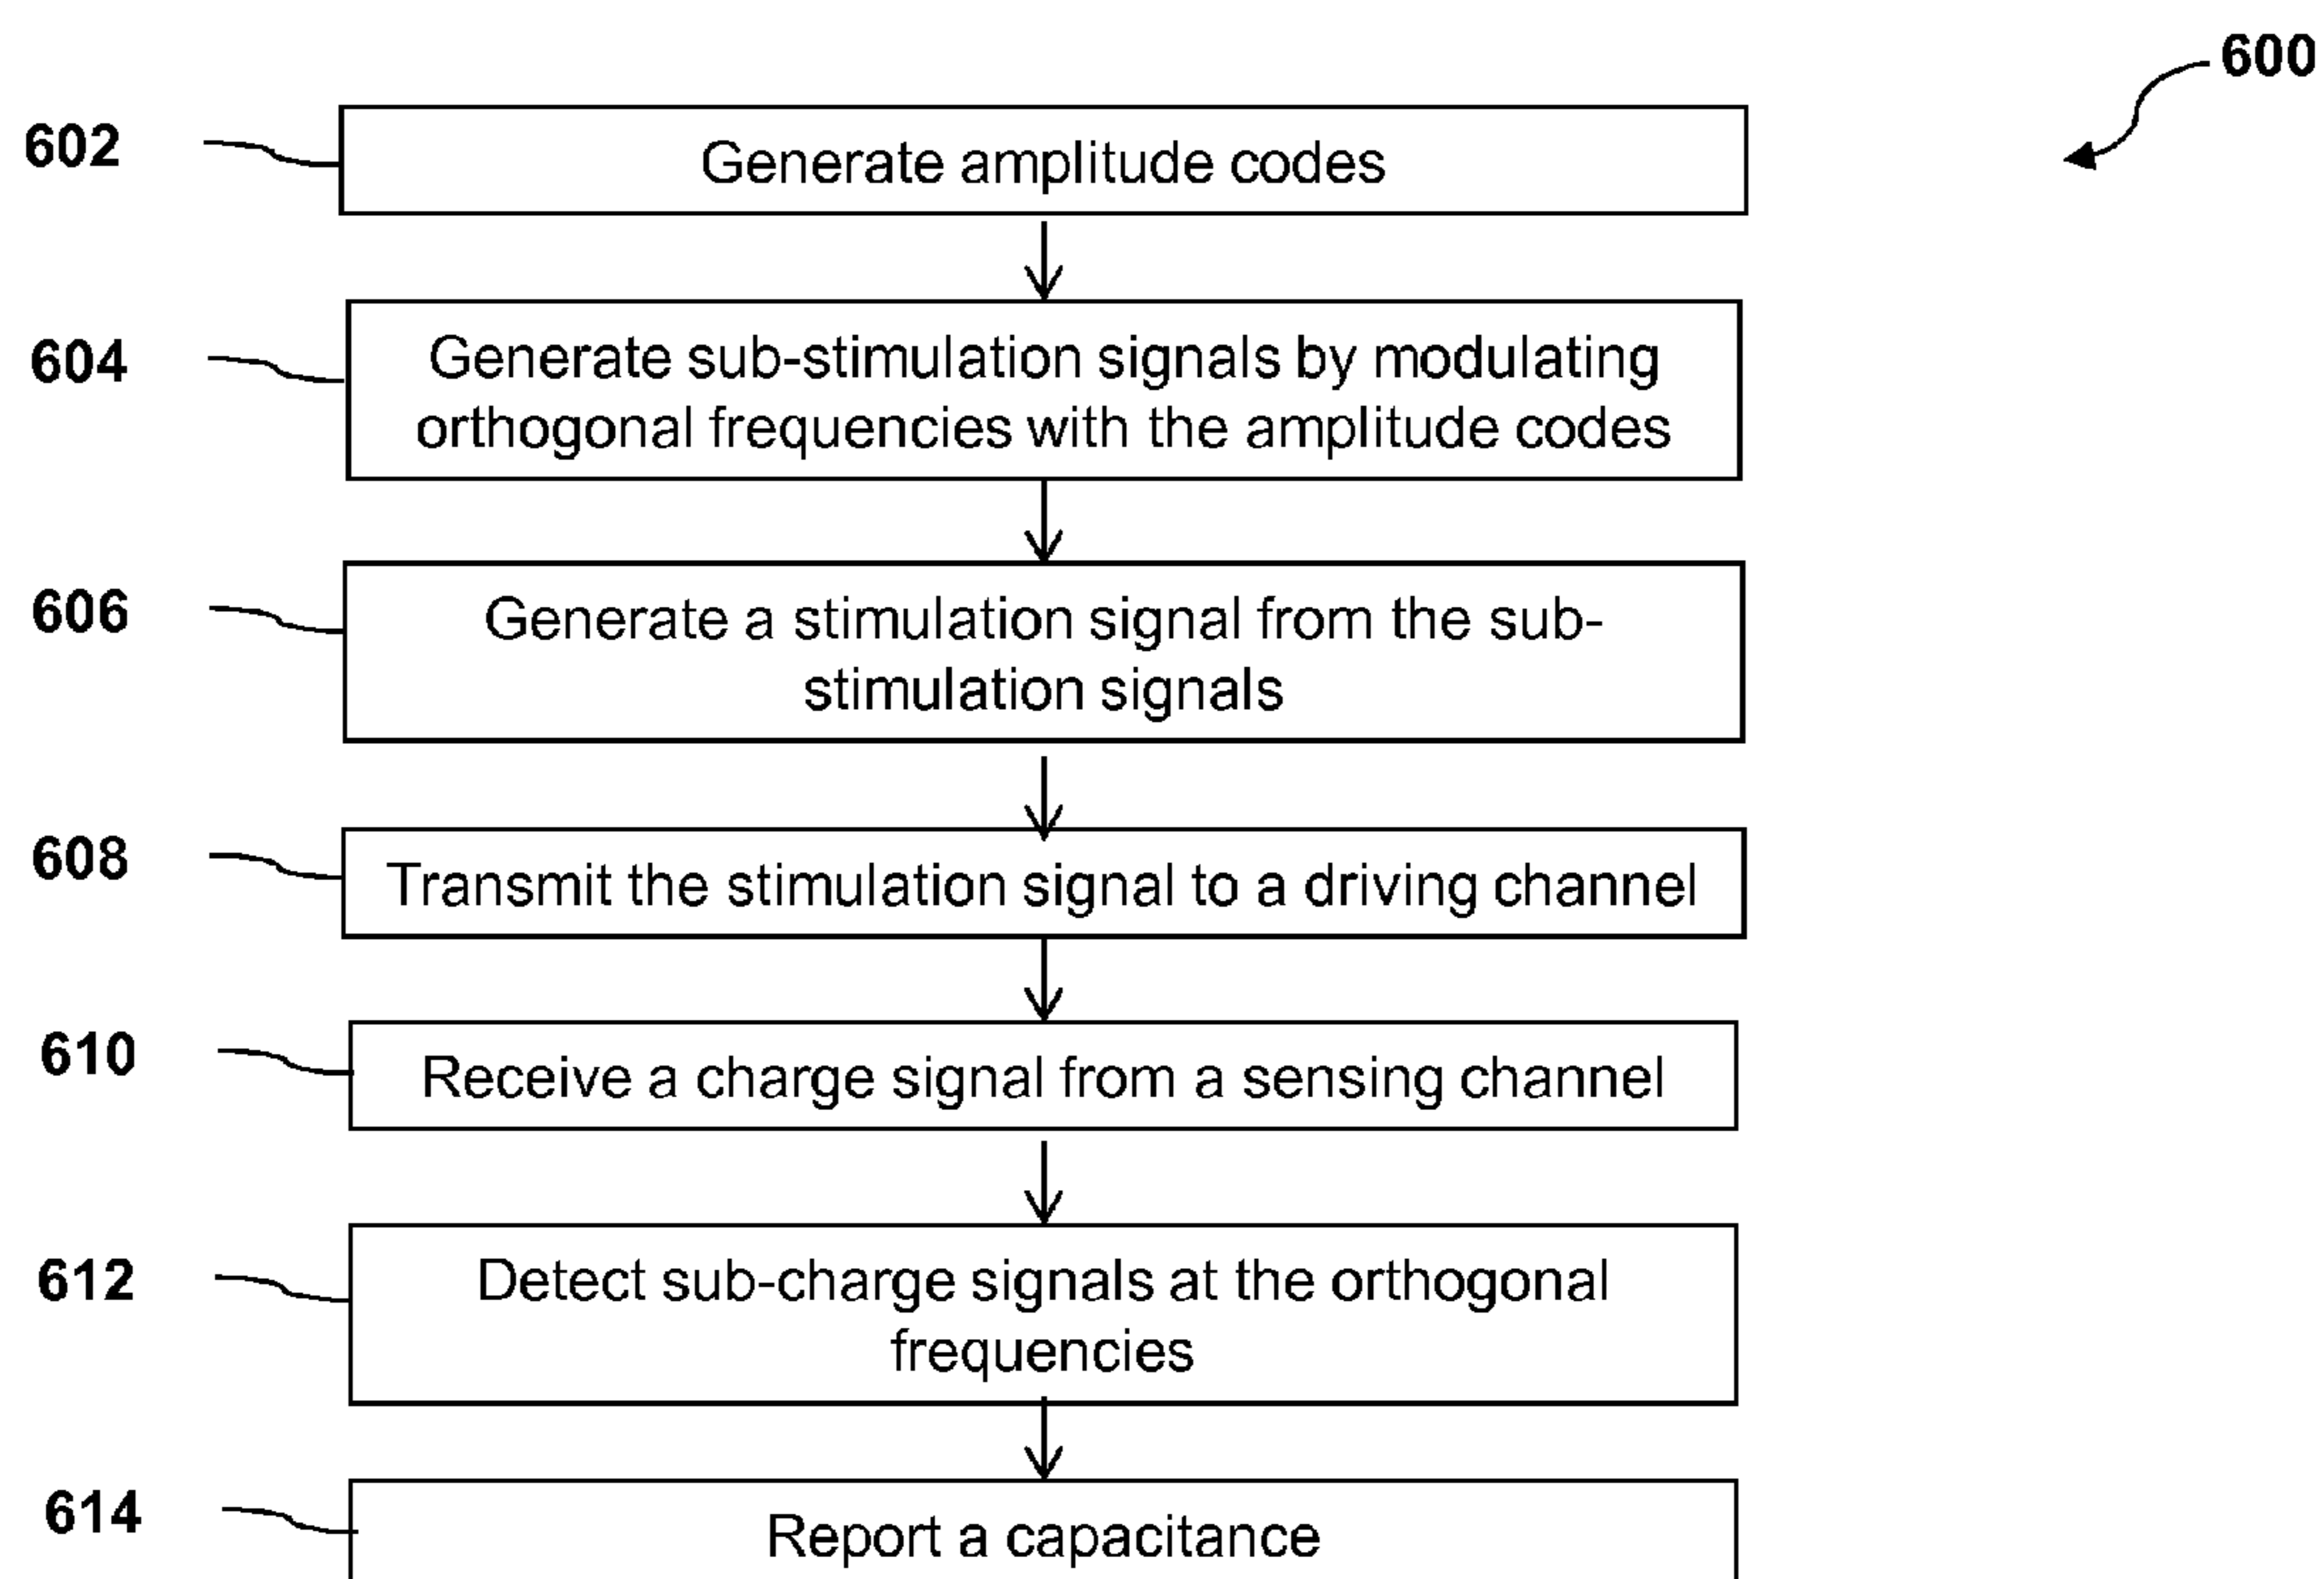 600
602
Generate amplitude codes
604
Generate sub-stimulation signals by modulating
orthogonal frequencies with the amplitude codes
606
Generate a stimulation signal from the sub-
stimulation signals
608
Transmit the stimulation signal to a driving channel
610
Receive a charge signal from a sensing channel
612
Detect sub-charge signals at the orthogonal
frequencies
614
Report a capacitance